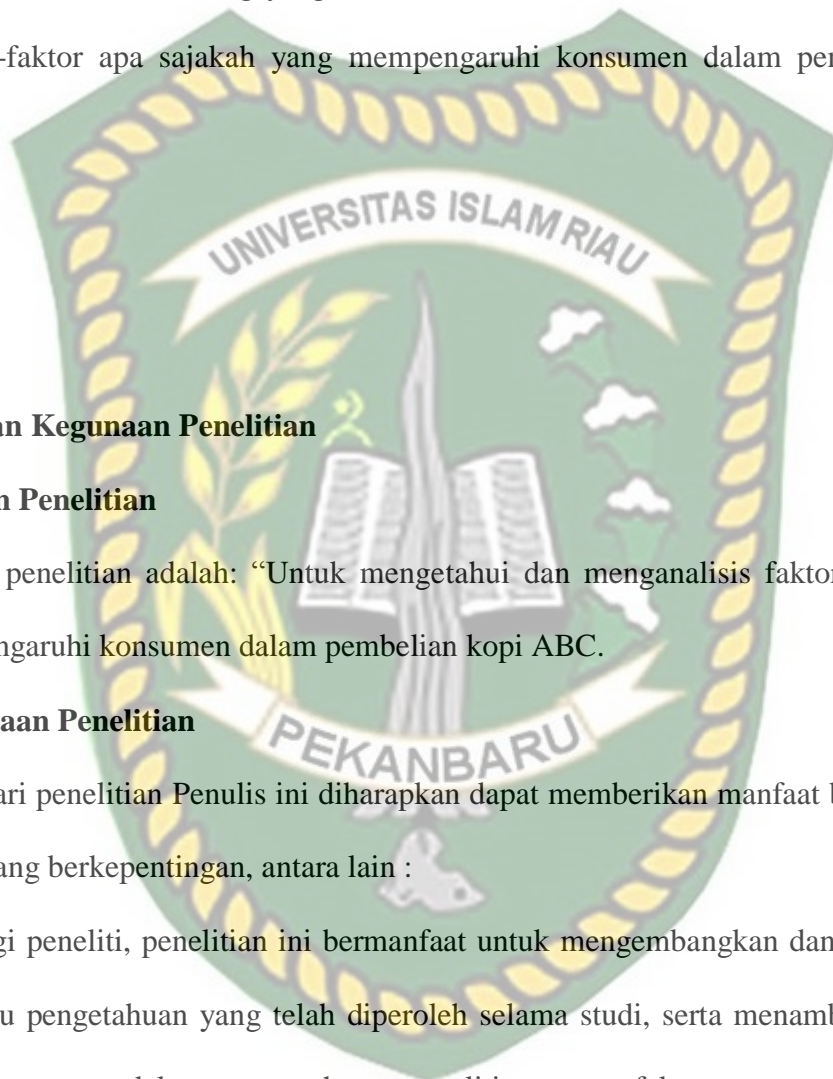 -faktor apa sajakah yang mempengaruhi konsumen dalam pem
UNIVERSITAS ISLAM RIAU
an Kegunaan Penelitian
n Penelitian
penelitian adalah: “Untuk mengetahui dan menganalisis faktor
ngaruhi konsumen dalam pembelian kopi ABC.
aan Penelitian
PEKANBARU
ari penelitian Penulis ini diharapkan dapat memberikan manfaat b
ang berkepentingan, antara lain :
gi peneliti, penelitian ini bermanfaat untuk mengembangkan dan
u pengetahuan yang telah diperoleh selama studi, serta menamb